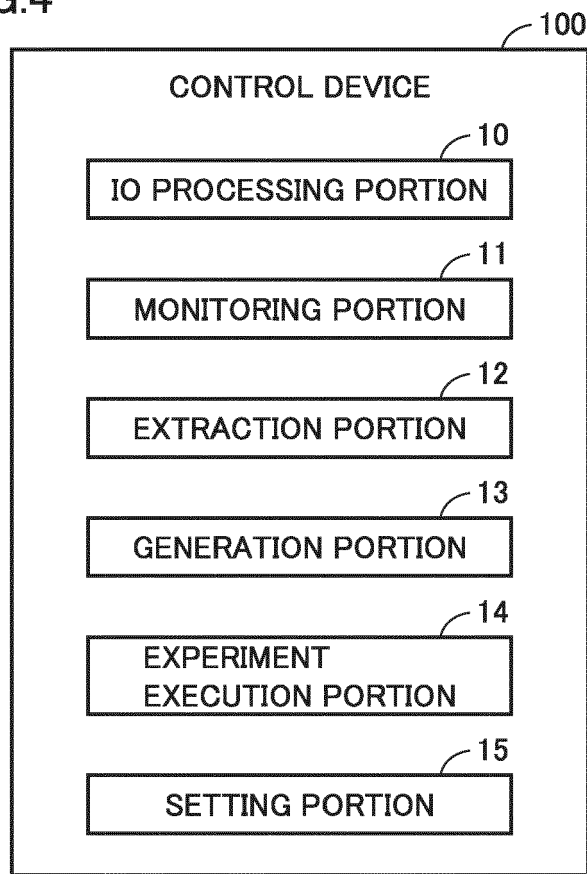 G.4
100
CONTROL DEVICE
10
IO PROCESSING PORTION
11
MONITORING PORTION
12
EXTRACTION PORTION
13
GENERATION PORTION
14
EXPERIMENT
EXECUTION PORTION
15
SETTING PORTION